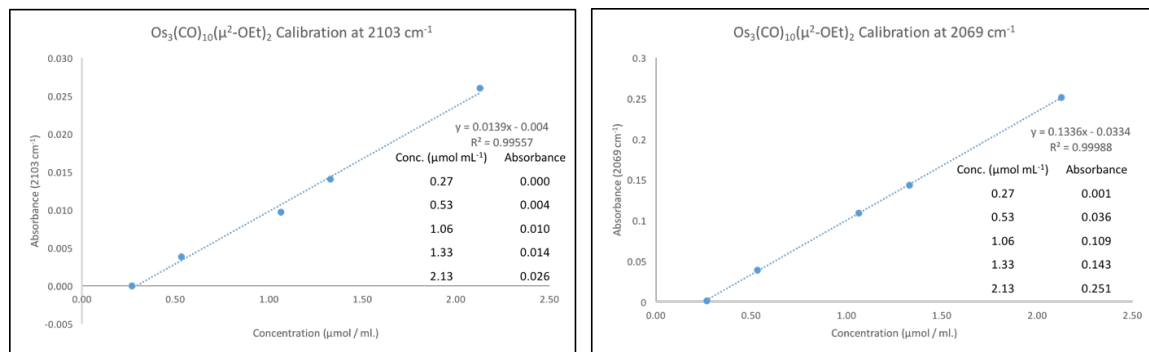 Os₃(CO)₁₀(μ²-OEt)₂ Calibration at 2103 cm⁻¹
0.030
0.025
0.020
0.015
0.010
0.005
0.000
-0.005
Absorbance (2103 cm⁻¹)
y = 0.0139x - 0.004
R² = 0.99557
Conc. (μmol mL⁻¹) Absorbance
0.27 0.000
0.53 0.004
1.06 0.010
1.33 0.014
2.13 0.026
0.00 0.50 1.00 1.50 2.00 2.50
Concentration (μmol / ml.)
Os₃(CO)₁₀(μ²-OEt)₂ Calibration at 2069 cm⁻¹
0.3
0.25
0.2
0.15
0.1
0.05
0
Absorbance (2069 cm⁻¹)
y = 0.1336x - 0.0334
R² = 0.99988
Conc. (μmol mL⁻¹) Absorbance
0.27 0.001
0.53 0.036
1.06 0.109
1.33 0.143
2.13 0.251
0.00 0.50 1.00 1.50 2.00 2.50
Concentration (μmol / ml.)